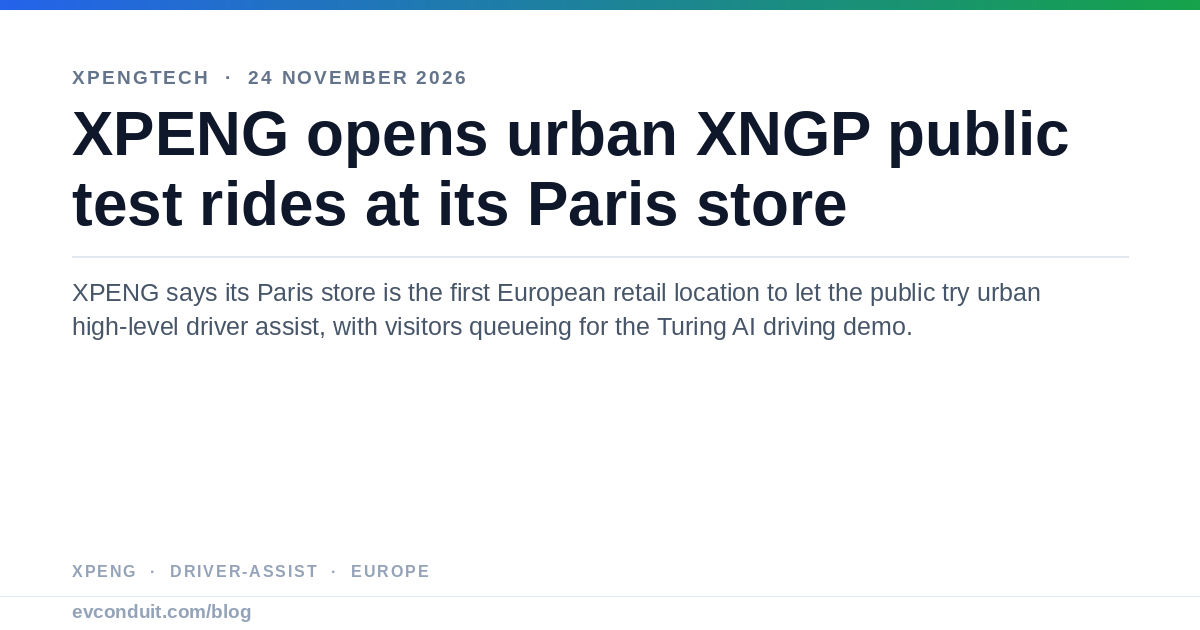 XPENGTECH · 24 NOVEMBER 2026
XPENG opens urban XNGP public
test rides at its Paris store
XPENG says its Paris store is the first European retail location to let the public try urban
high-level driver assist, with visitors queueing for the Turing AI driving demo.
XPENG · DRIVER-ASSIST · EUROPE
evconduit.com/blog